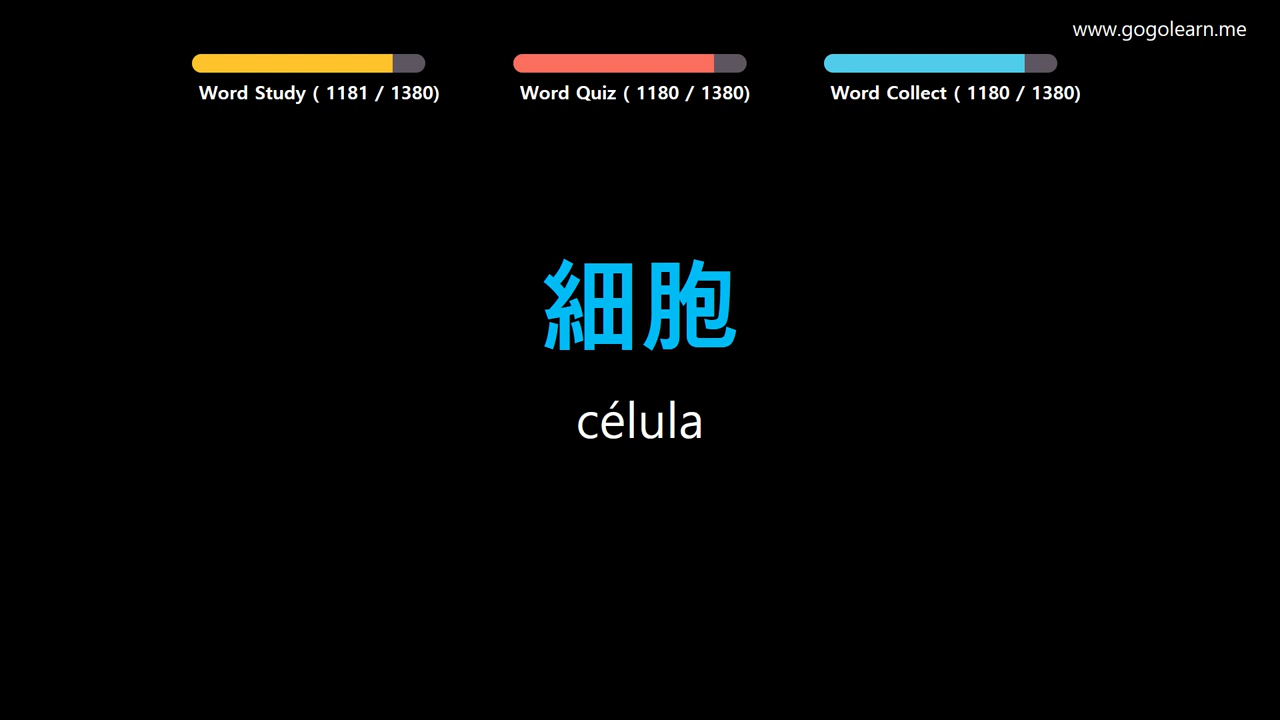 www.gogolearn.me
Word Study ( 1181 / 1380)
Word Quiz ( 1180 / 1380)
Word Collect ( 1180 / 1380)
細胞
célula